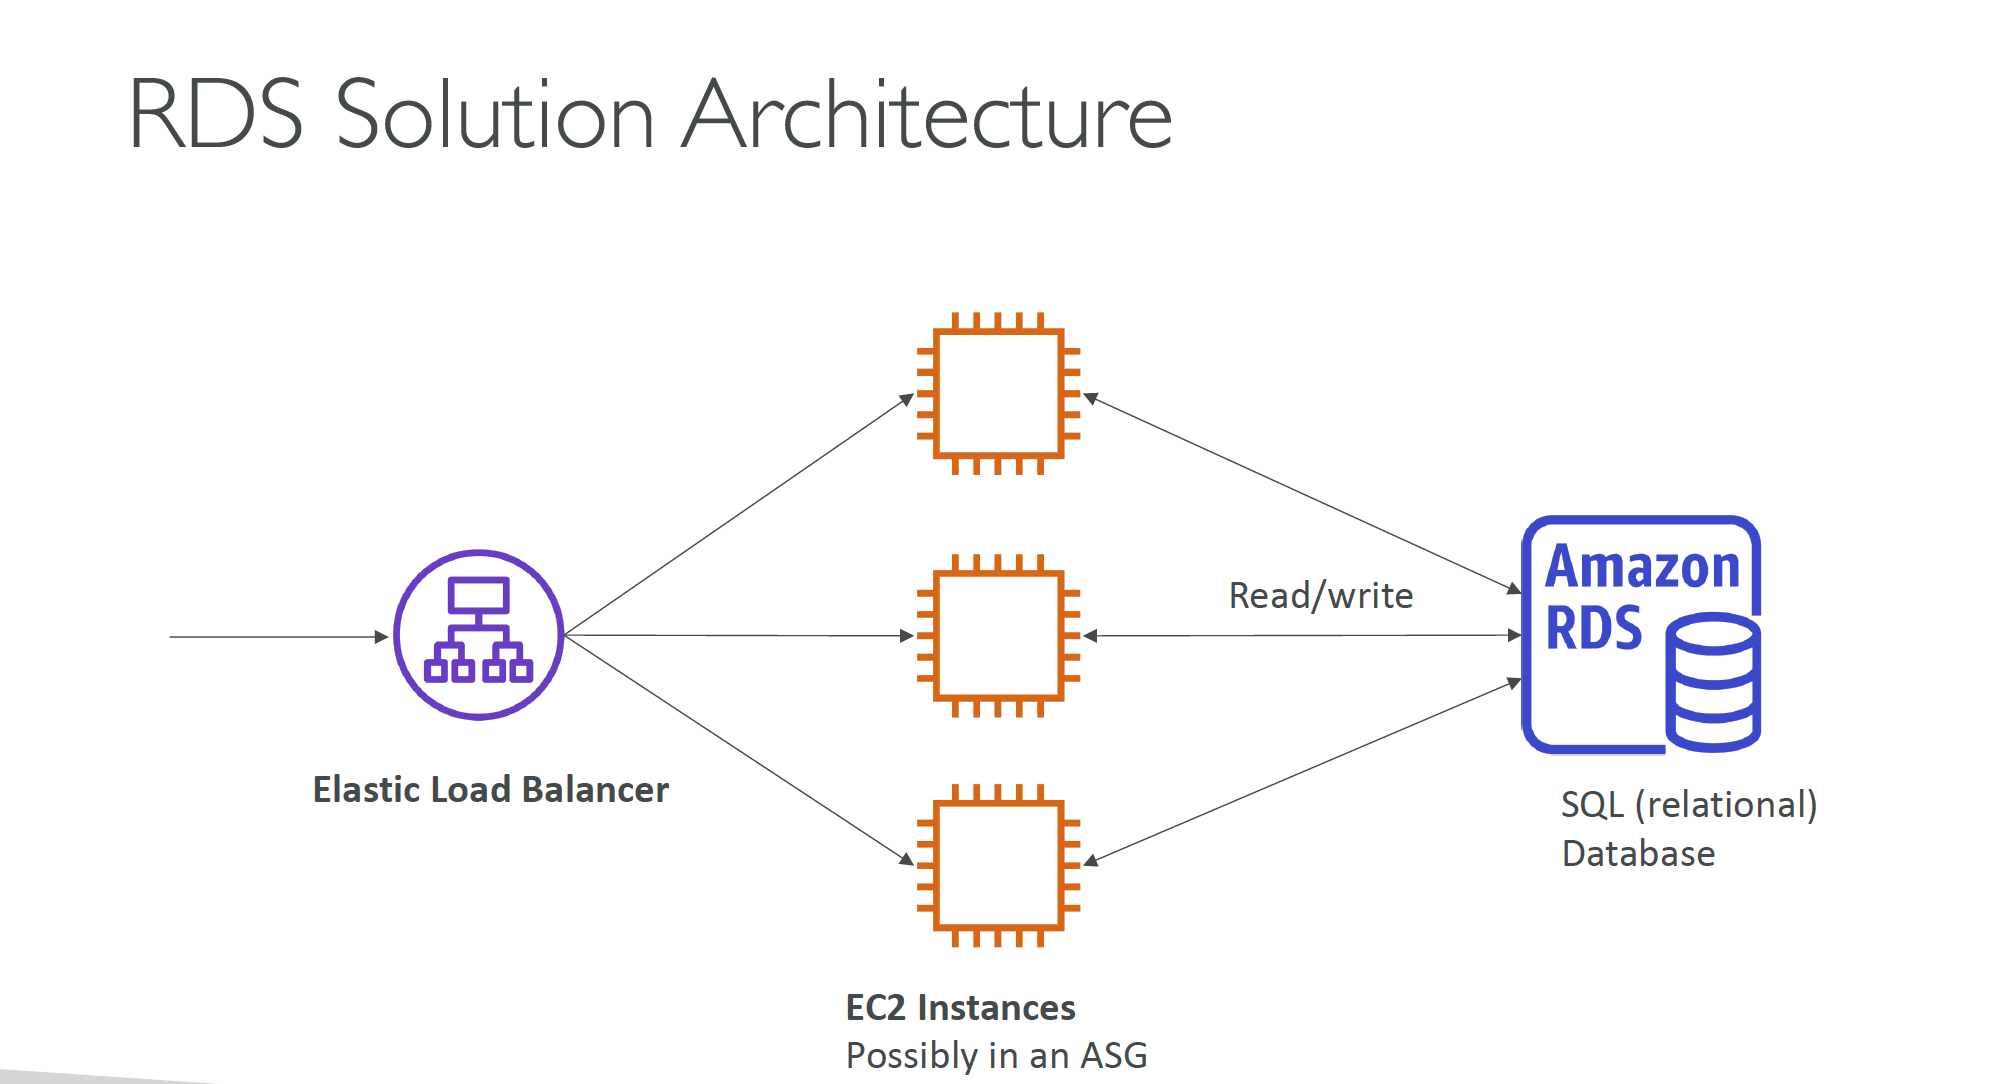 RDS Solution Architecture
Read/write
Amazon
RDS
Elastic Load Balancer
SQL (relational)
Database
EC2 Instances
Possibly in an ASG